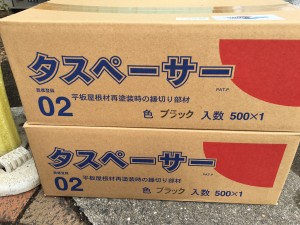 タスペーサー
PAT.P
02 平板屋根材再塗装時の縁切り部材
色 ブラック 入数 500×1
タスペーサー
02 平板屋根材再塗装時の縁切り部材
色 ブラック 入数 500×1